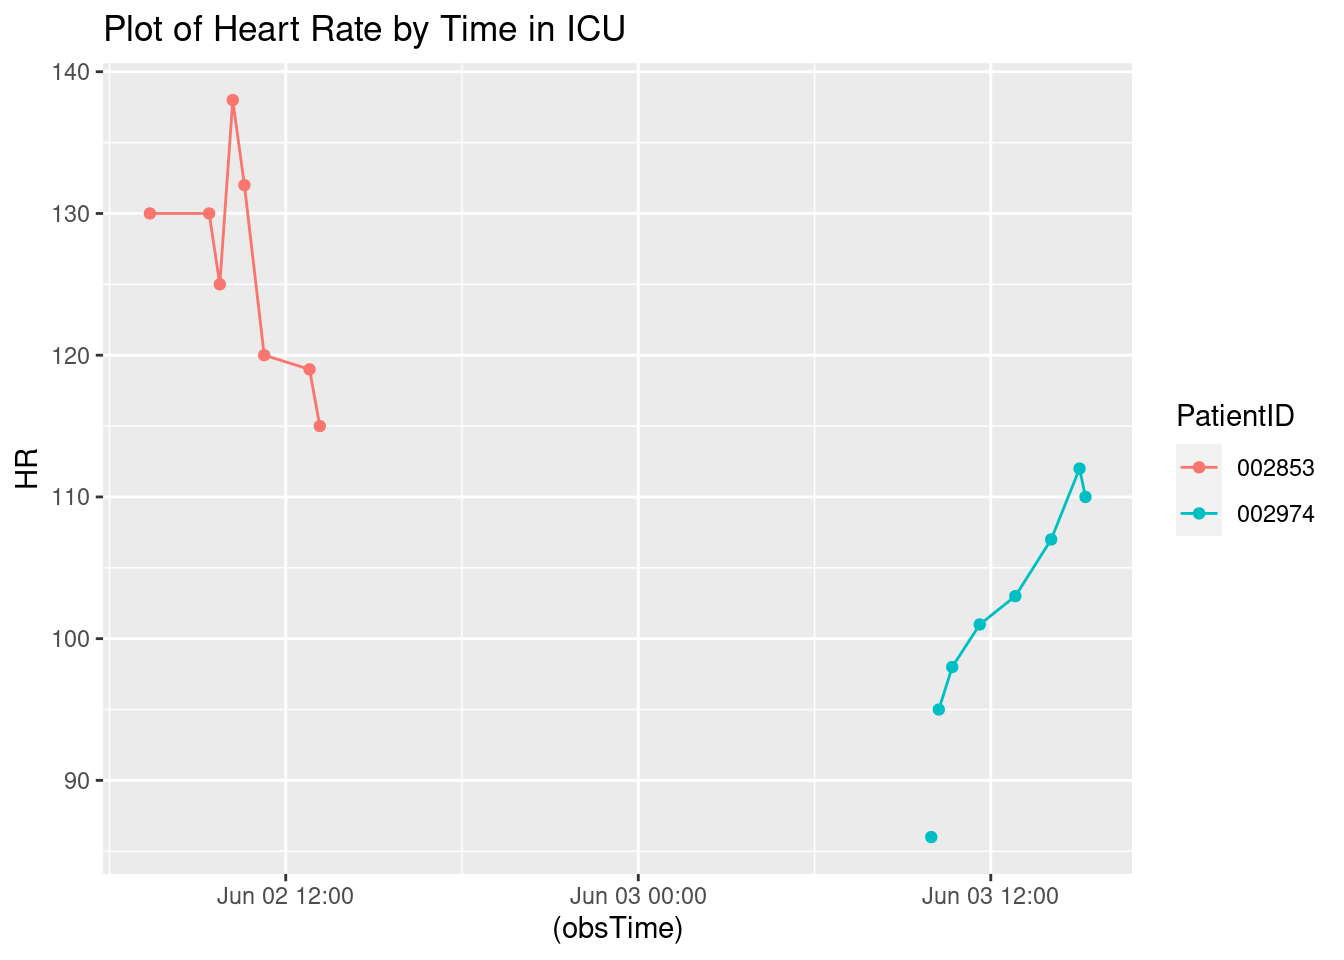 Plot of Heart Rate by Time in ICU
140
130
120
110
100
90
HR
Jun 02 12:00
Jun 03 00:00
Jun 03 12:00
(obsTime)
PatientID
002853
002974